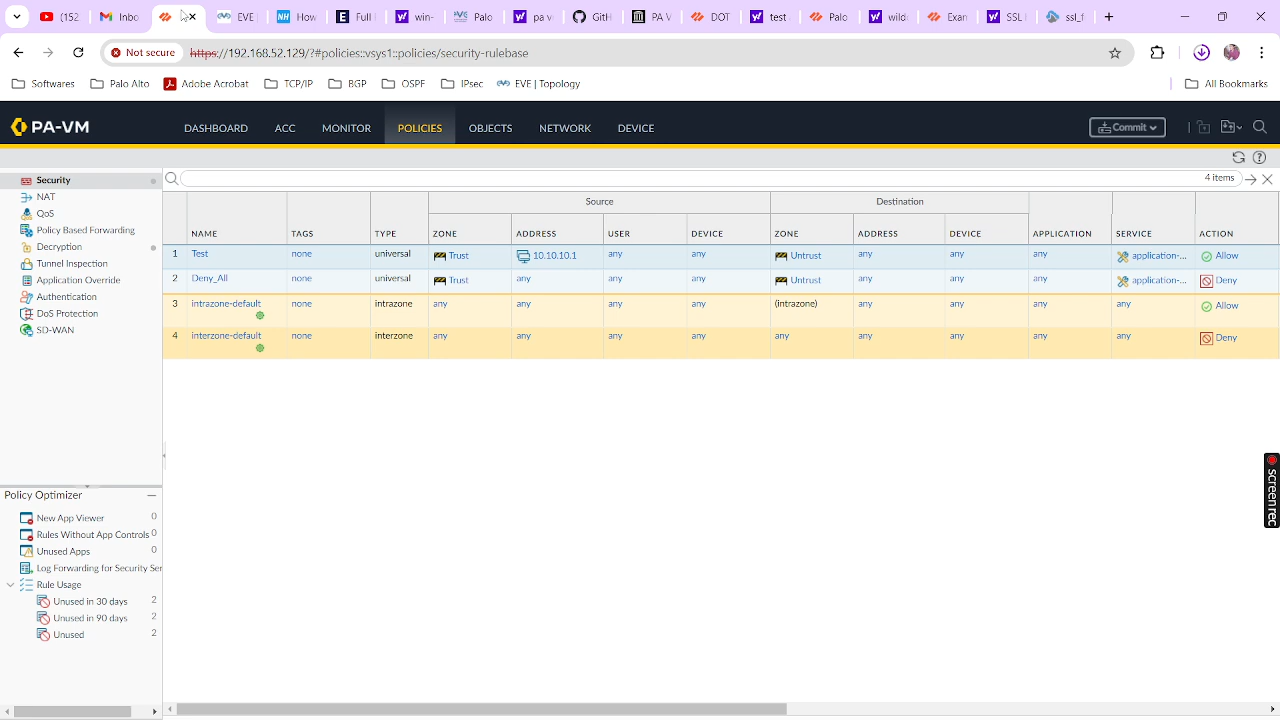 (152
Inbo
EVE
How
Full
win-
Palo
pa v
GitH
PA V
DOT
test
Palo
wild
Exan
SSL
ssl_f
Not secure
https://192.168.52.129/?#policies::vsys1::policies/security-rulebase
Softwares
Palo Alto
Adobe Acrobat
TCP/IP
BGP
OSPF
IPsec
EVE | Topology
All Bookmarks
PA-VM
DASHBOARD
ACC
MONITOR
POLICIES
OBJECTS
NETWORK
DEVICE
Commit
Security
NAT
QoS
Policy Based Forwarding
Decryption
Tunnel Inspection
Application Override
Authentication
DoS Protection
SD-WAN
4 items
Source
Destination
NAME TAGS TYPE ZONE ADDRESS USER DEVICE ZONE ADDRESS DEVICE APPLICATION SERVICE ACTION
1 Test none universal Trust 10.10.10.1 any any Untrust any any any application-... Allow
2 Deny_All none universal Trust any any any Untrust any any any application-... Deny
3 intrazone-default none intrazone any any any any (intrazone) any any any any Allow
4 interzone-default none interzone any any any any any any any any any Deny
Policy Optimizer
New App Viewer 0
Rules Without App Controls 0
Unused Apps 0
Log Forwarding for Security Ser
Rule Usage
Unused in 30 days 2
Unused in 90 days 2
Unused 2
screenrec